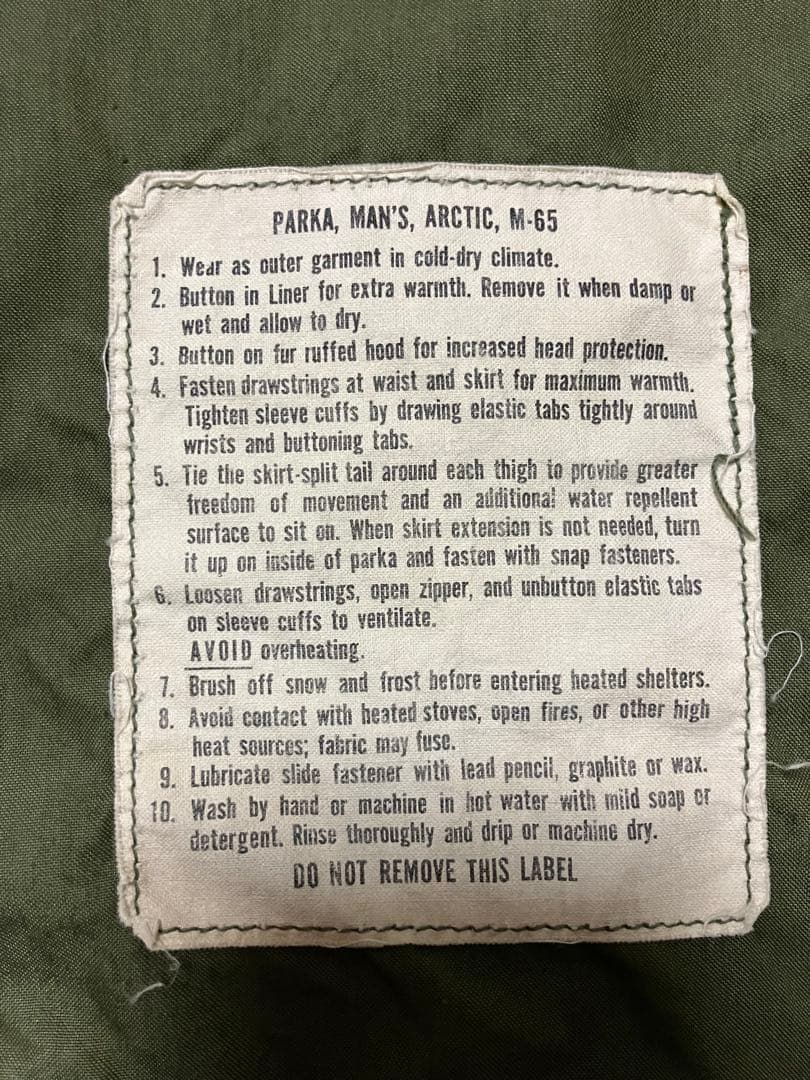 PARKA, MAN'S, ARCTIC, M-65
1. Wear as outer garment in cold-dry climate.
2. Button in Liner for extra warmth. Remove it when damp or
wet and allow to dry.
3. Button on fur ruffed hood for increased head protection.
4. Fasten drawstrings at waist and skirt for maximum warmth.
Tighten sleeve cuffs by drawing elastic tabs tightly around
wrists and buttoning tabs.
5. Tie the skirt-split tail around each thigh to provide greater
freedom of movement and an additional water repellent
surface to sit on. When skirt extension is not needed, turn
it up on inside of parka and fasten with snap fasteners.
6. Loosen drawstrings, open zipper, and unbutton elastic tabs
on sleeve cuffs to ventilate.
AVOID overheating.
7. Brush off snow and frost before entering heated shelters.
8. Avoid contact with heated stoves, open fires, or other high
heat sources; fabric may fuse.
9. Lubricate slide fastener with lead pencil, graphite or wax.
10. Wash by hand or machine in hot water with mild soap or
detergent. Rinse thoroughly and drip or machine dry.
DO NOT REMOVE THIS LABEL